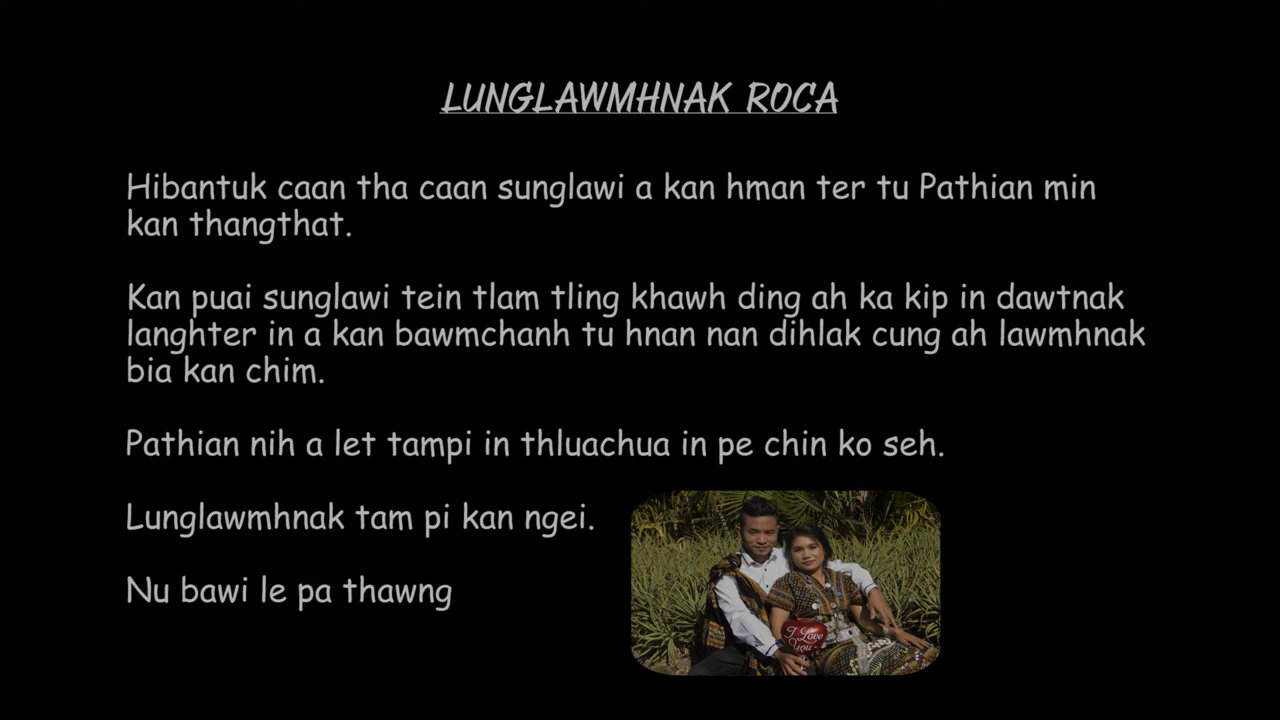 LUNGLAWMHNAK ROCA
Hibantuk caan tha caan sunglawi a kan hman ter tu Pathian min
kan thangthat.
Kan puai sunglawi tein tlam tling khawh ding ah ka kip in dawtnak
langhter in a kan bawmchanh tu hnan nan dihlak cung ah lawmhnak
bia kan chim.
Pathian nih a let tampi in thluachua in pe chin ko seh.
Lunglawmhnak tam pi kan ngei.
Nu bawi le pa thawng
I Love
You